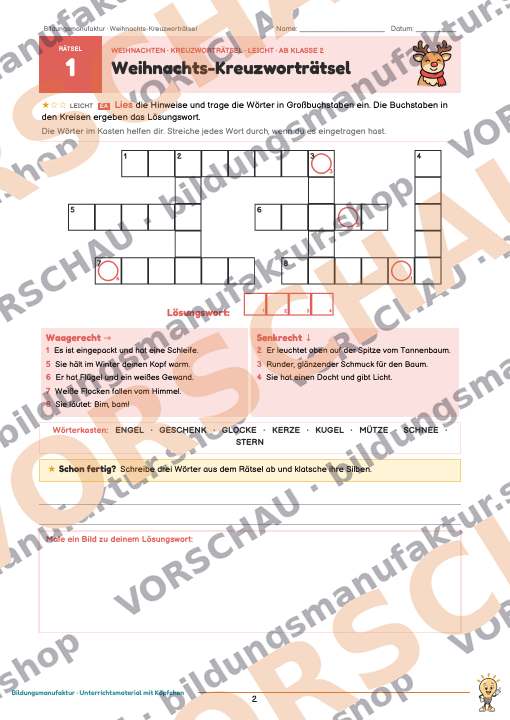 Bildungsmanufaktur · Weihnachts-Kreuzworträtsel Name: Datum:
RÄTSEL
1
WEIHNACHTEN · KREUZWORTRÄTSEL · LEICHT · AB KLASSE 2
Weihnachts-Kreuzworträtsel
★☆☆ LEICHT EA Lies die Hinweise und trage die Wörter in Großbuchstaben ein. Die Buchstaben in
den Kreisen ergeben das Lösungswort.
Die Wörter im Kasten helfen dir. Streiche jedes Wort durch, wenn du es eingetragen hast.
1 2 3 4
5 6
7 8
Lösungswort: 1 2 3 4
Waagerecht →
1 Es ist eingepackt und hat eine Schleife.
5 Sie hält im Winter deinen Kopf warm.
6 Er hat Flügel und ein weißes Gewand.
7 Weiße Flocken fallen vom Himmel.
8 Sie läutet: Bim, bam!
Senkrecht ↓
2 Er leuchtet oben auf der Spitze vom Tannenbaum.
3 Runder, glänzender Schmuck für den Baum.
4 Sie hat einen Docht und gibt Licht.
Wörterkasten: ENGEL · GESCHENK · GLOCKE · KERZE · KUGEL · MÜTZE · SCHNEE ·
STERN
★ Schon fertig? Schreibe drei Wörter aus dem Rätsel ab und klatsche ihre Silben.
Male ein Bild zu deinem Lösungswort:
Bildungsmanufaktur · Unterrichtsmaterial mit Köpfchen
2
VORSCHAU · bildungsmanufaktur.shop